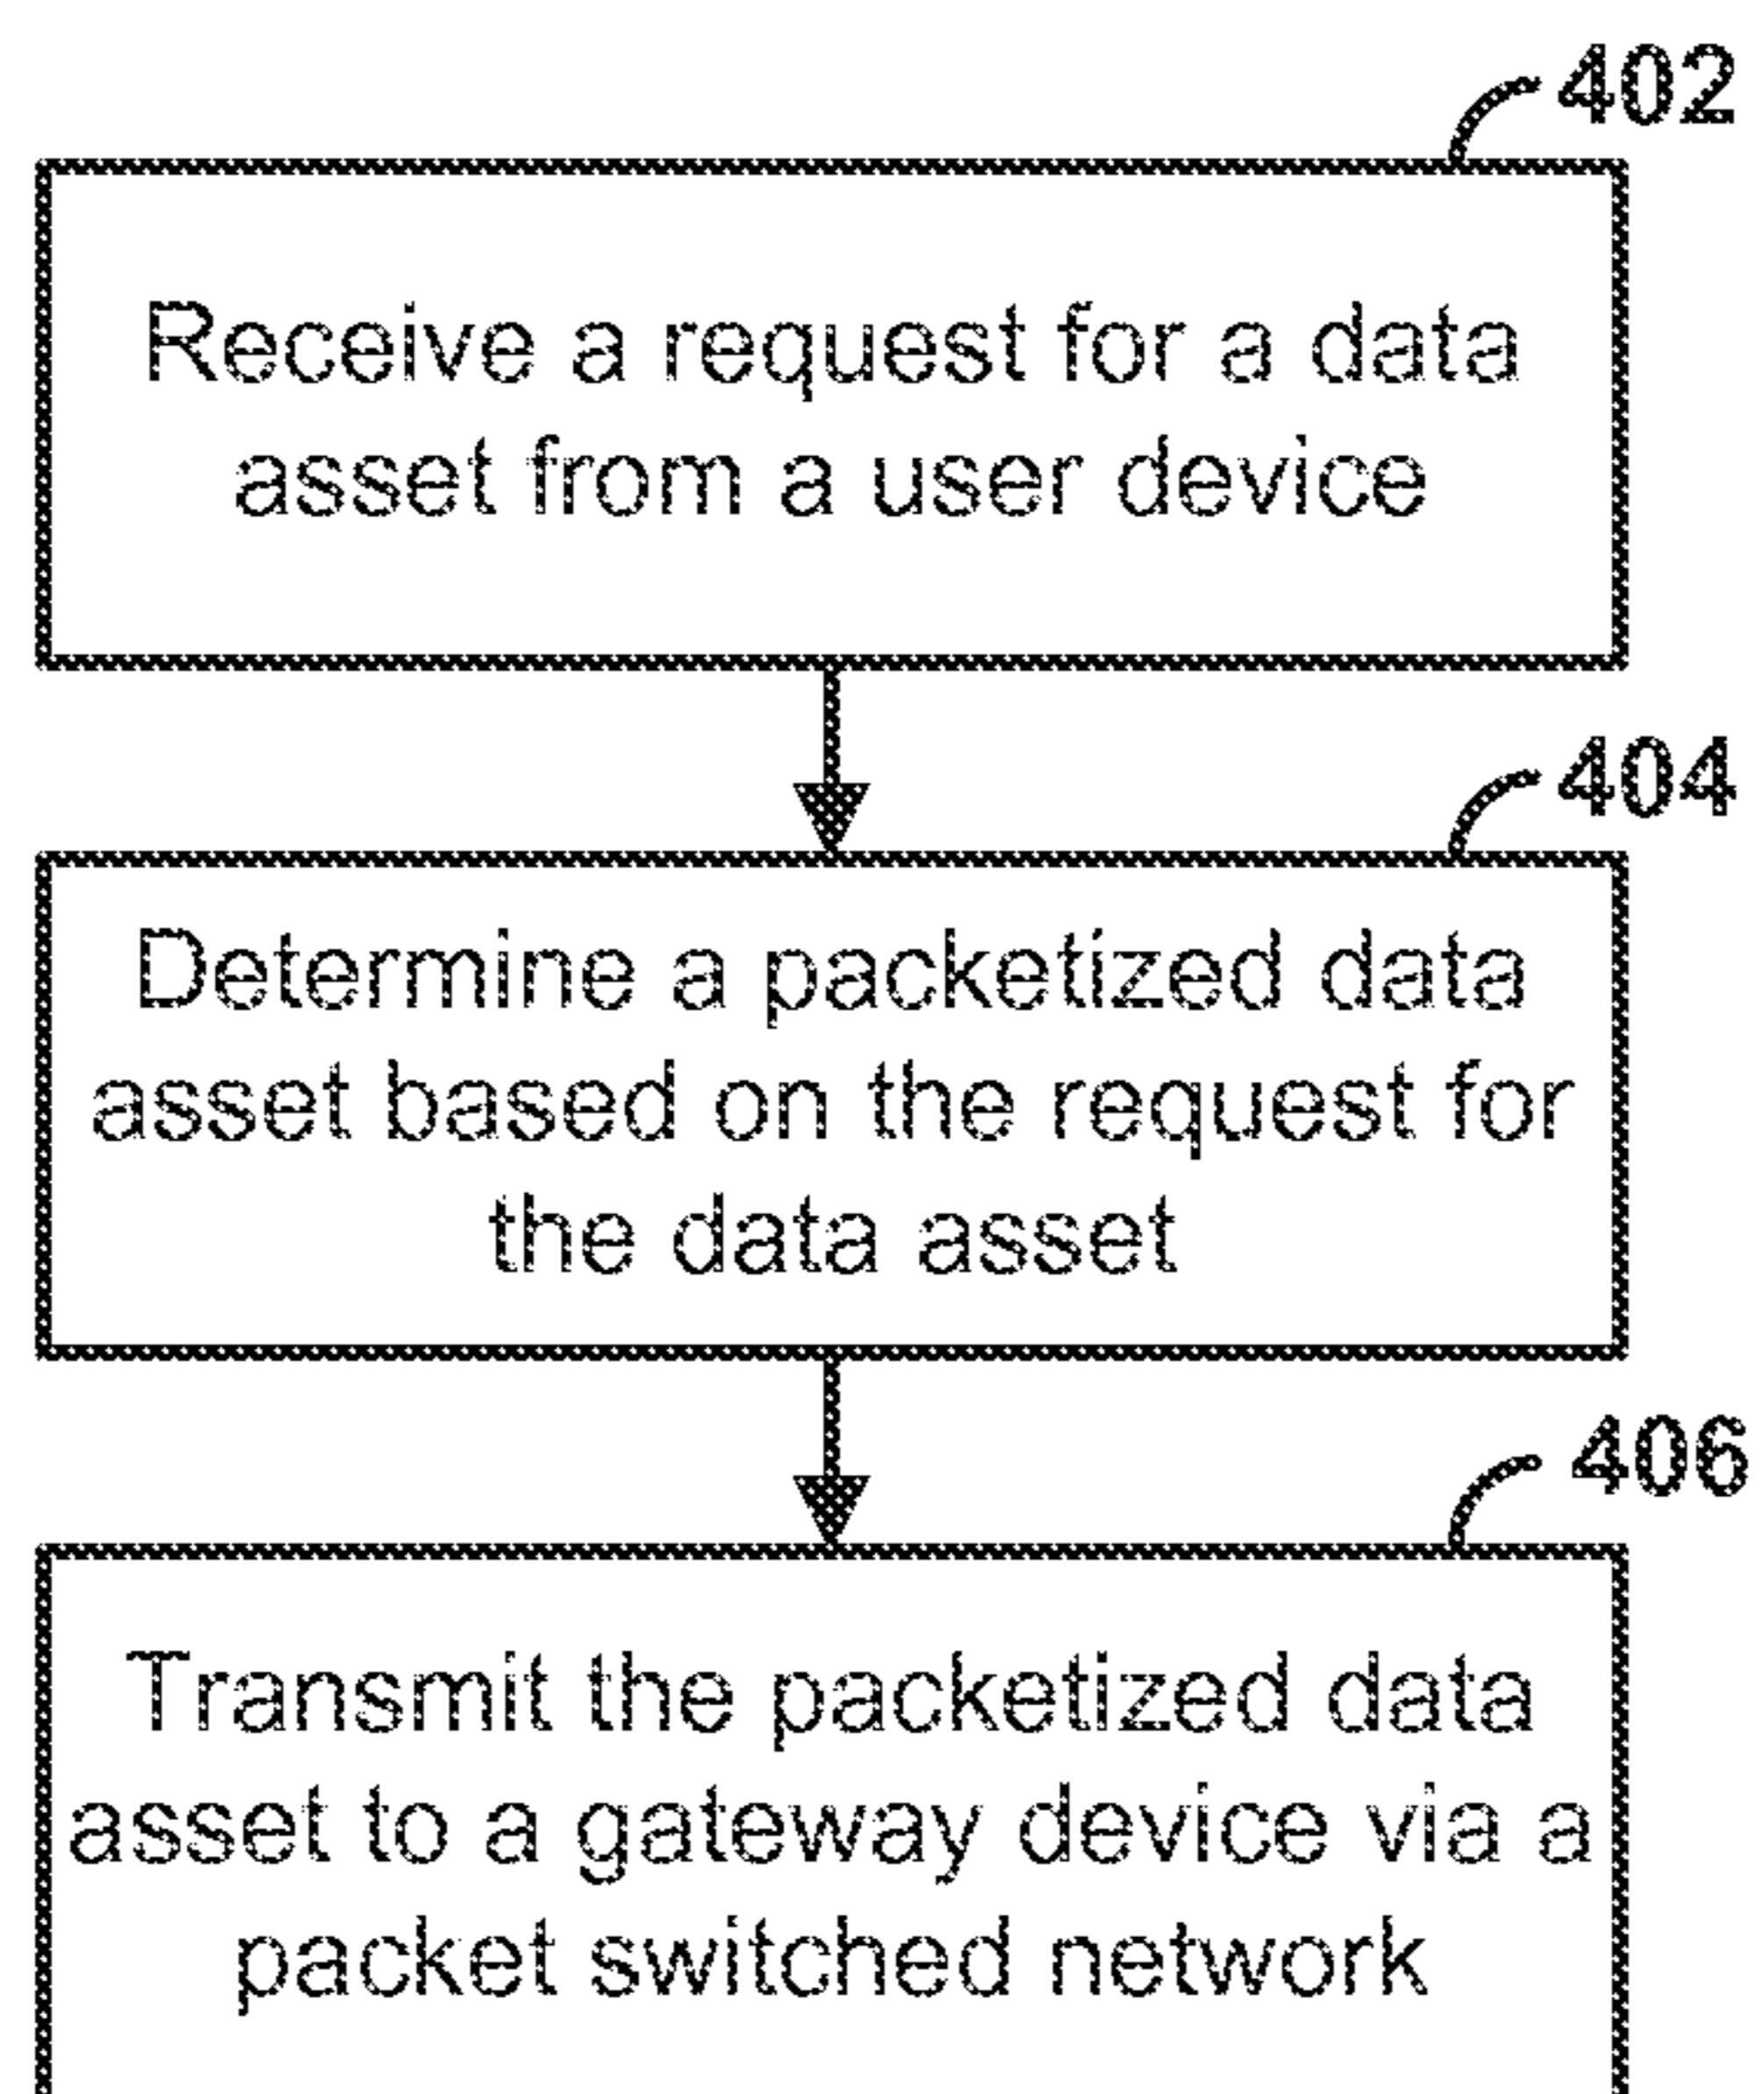 402
Receive a request for a data
asset from a user device
404
Determine a packetized data
asset based on the request for
the data asset
406
Transmit the packetized data
asset to a gateway device via a
packet switched network